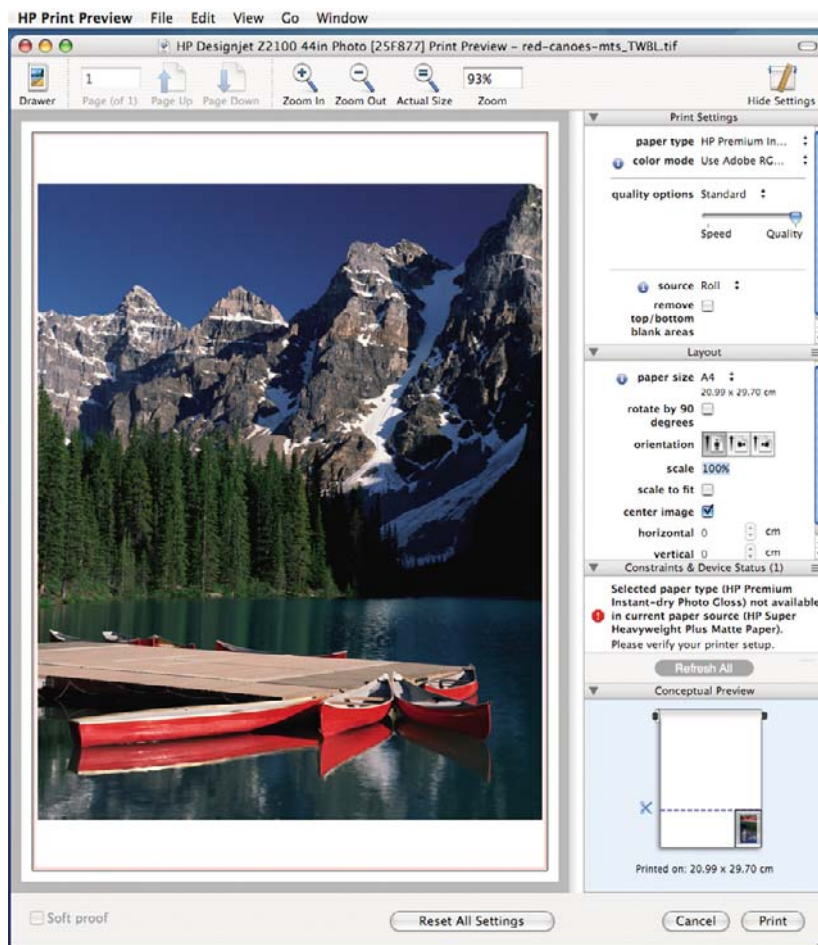 HP Print Preview File Edit View Go Window
HP Designjet Z2100 44in Photo [25F877] Print Preview – red-canoes-mts_TWBL.tif
1
93%
Drawer Page (of 1) Page Up Page Down Zoom In Zoom Out Actual Size Zoom Hide Settings
Print Settings
paper type HP Premium In...
color mode Use Adobe RG...
quality options Standard
Speed Quality
source Roll
remove
top/bottom
blank areas
Layout
paper size A4
20.99 x 29.70 cm
rotate by 90
degrees
orientation
scale 100%
scale to fit
center image
horizontal 0 cm
vertical 0 cm
Constraints & Device Status (1)
Selected paper type (HP Premium
Instant-dry Photo Gloss) not available
in current paper source (HP Super
Heavyweight Plus Matte Paper).
Please verify your printer setup.
Refresh All
Conceptual Preview
Printed on: 20.99 x 29.70 cm
Soft proof Reset All Settings Cancel Print